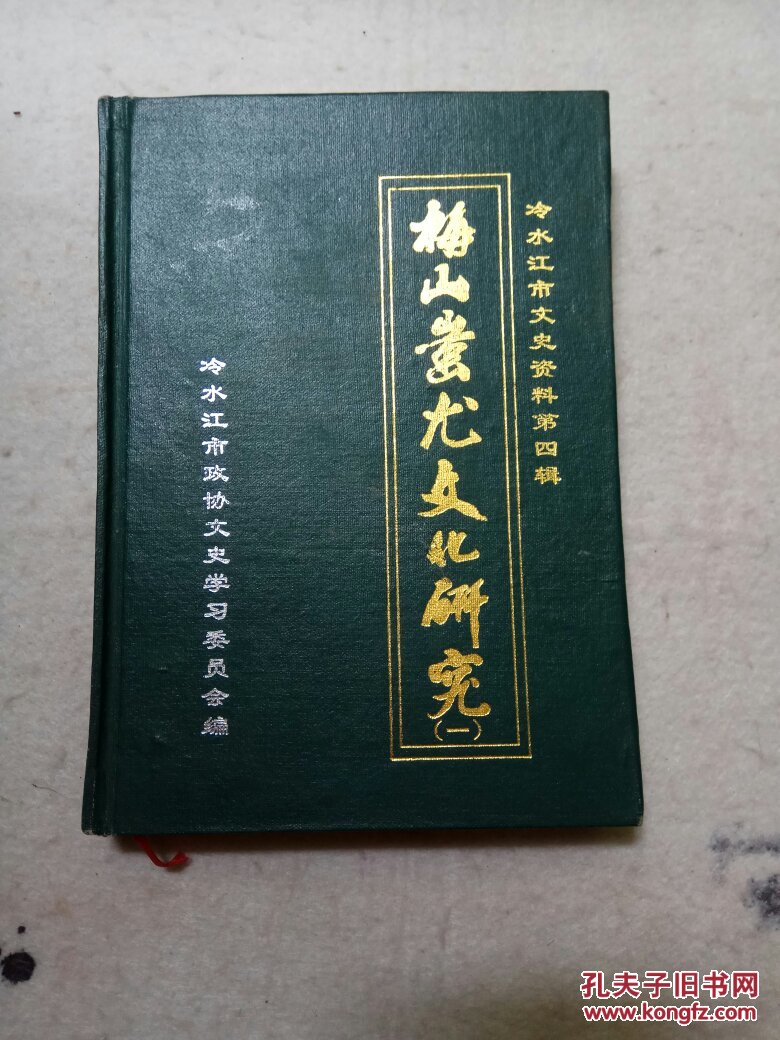 冷水江市文史资料第四辑
梅山蚩尤文化研究(一)
冷水江市政协文史学习委员会编
孔夫子旧书网
www.kongfz.com